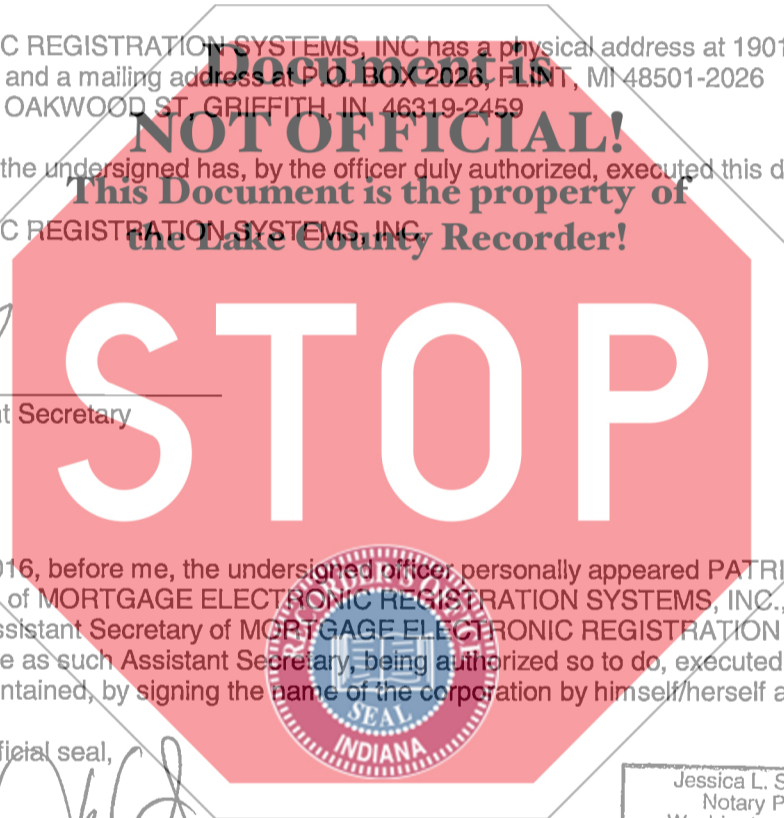 C REGISTRATION SYSTEMS, INC has a physical address at 1901
Document is
and a mailing address at P.O. BOX 2026, FLINT, MI 48501-2026
OAKWOOD ST, GRIFFITH, IN 46319-2459
NOT OFFICIAL!
the undersigned has, by the officer duly authorized, executed this d
This Document is the property of
C REGISTRATION SYSTEMS, INC.
the Lake County Recorder!
STOP
t Secretary
16, before me, the undersigned officer personally appeared PATRI
of MORTGAGE ELECTRONIC REGISTRATION SYSTEMS, INC.
ssistant Secretary of MORTGAGE ELECTRONIC REGISTRATION
e as such Assistant Secretary, being authorized so to do, executed
ntained, by signing the name of the corporation by himself/herself a
RECORDER'S OFFICE
SEAL
INDIANA
ficial seal,
Jessica L. S
Notary P